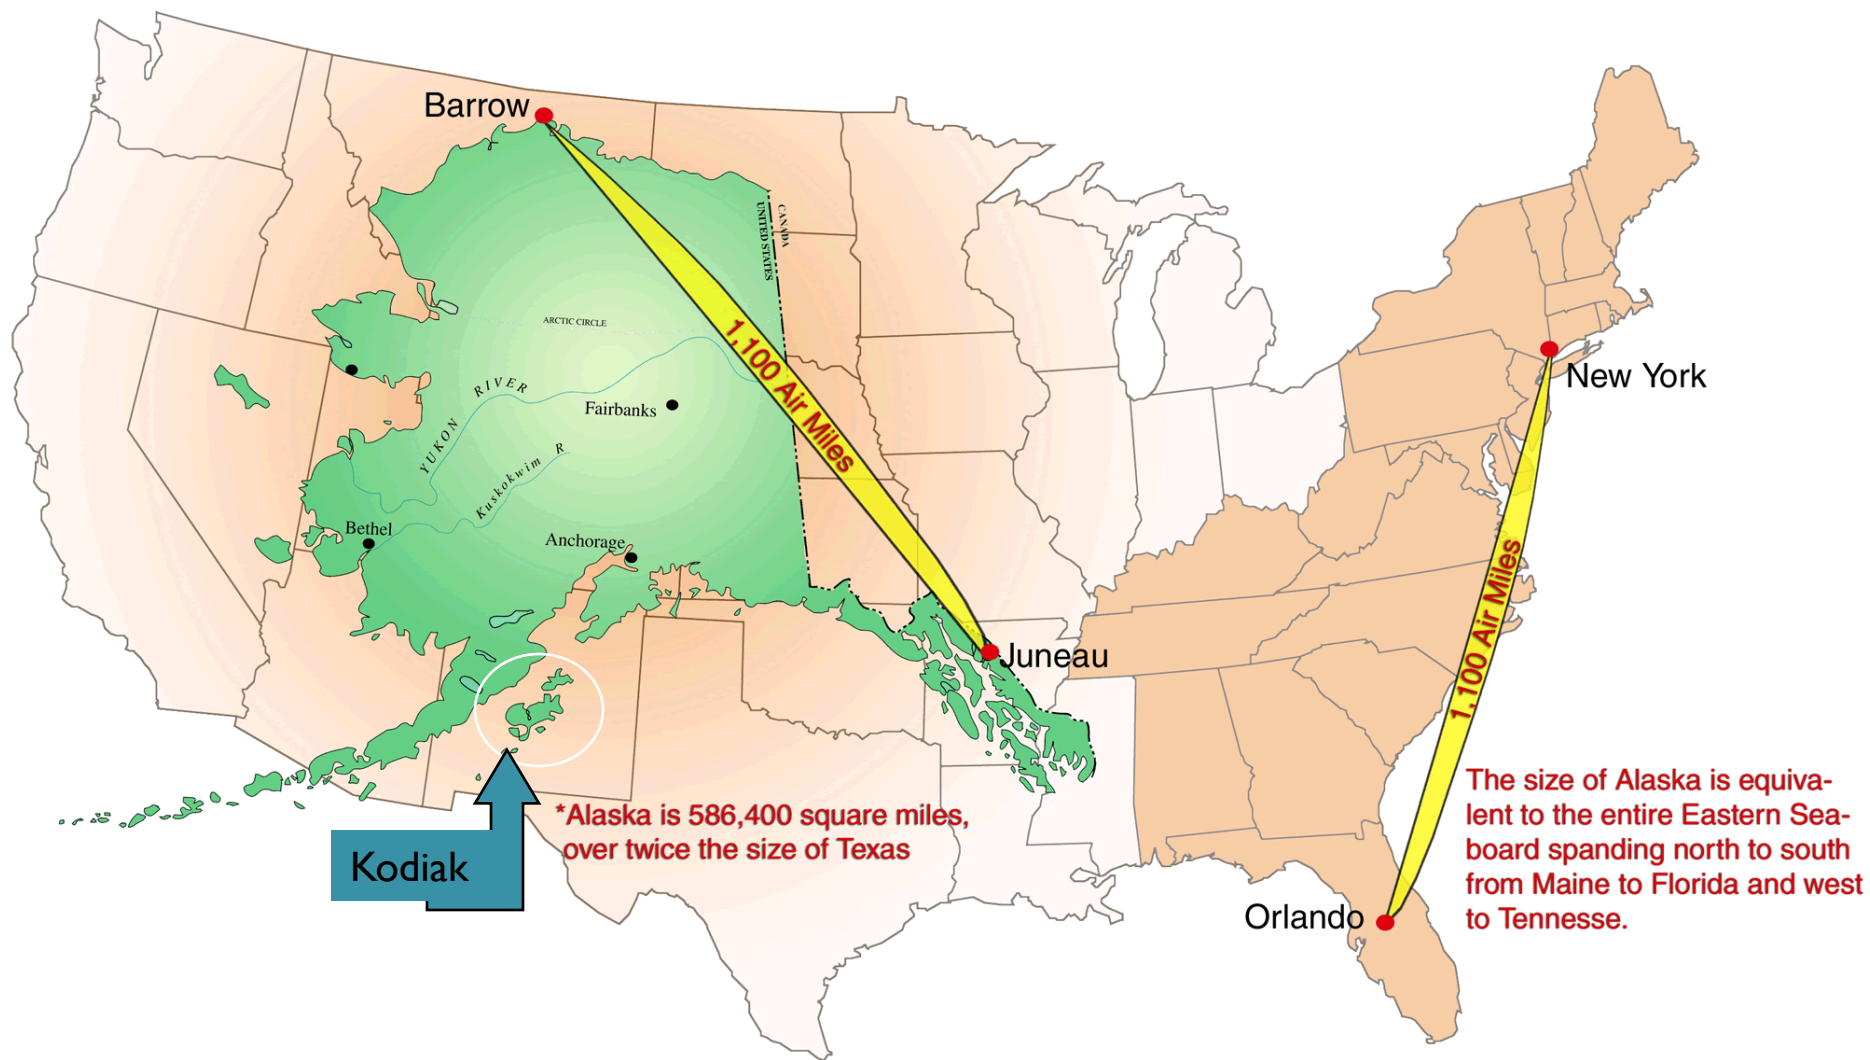 Barrow
CANADA
UNITED STATES
ARCTIC CIRCLE
1,100 Air Miles
YUKON RIVER
Fairbanks
Kuskokwim R
Bethel
Anchorage
Juneau
New York
1,100 Air Miles
Orlando
Kodiak
*Alaska is 586,400 square miles,
over twice the size of Texas
The size of Alaska is equiva-
lent to the entire Eastern Sea-
board spanding north to south
from Maine to Florida and west
to Tennesse.